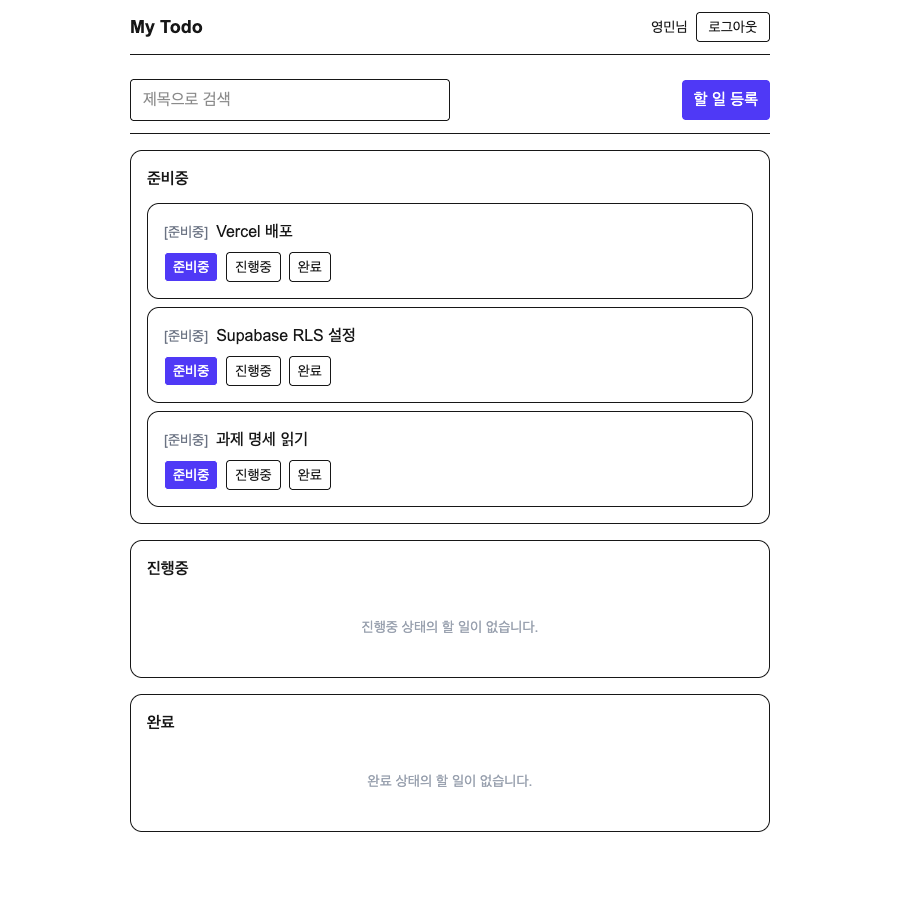 My Todo 영민님 로그아웃
제목으로 검색 할 일 등록
준비중
[준비중] Vercel 배포
준비중 진행중 완료
[준비중] Supabase RLS 설정
준비중 진행중 완료
[준비중] 과제 명세 읽기
준비중 진행중 완료
진행중
진행중 상태의 할 일이 없습니다.
완료
완료 상태의 할 일이 없습니다.